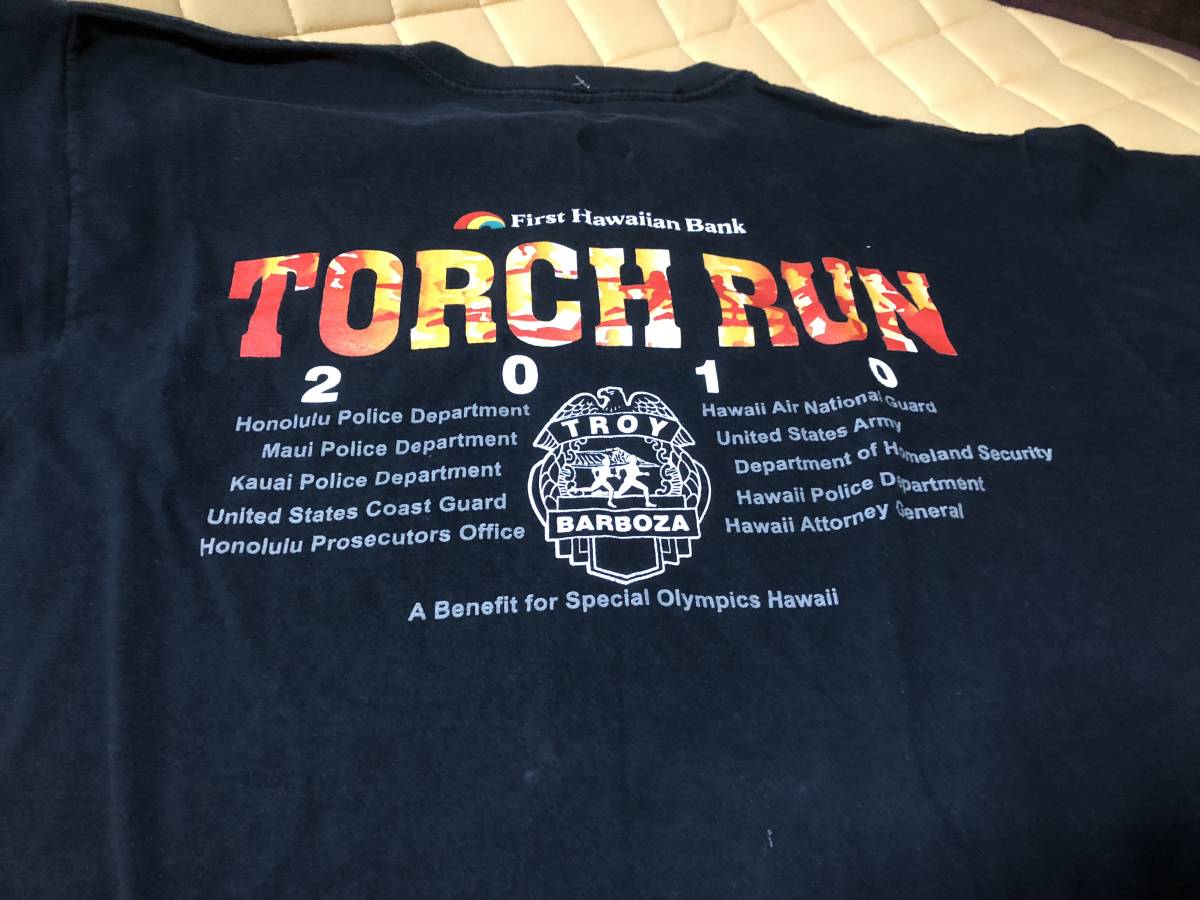 First Hawaiian Bank
TORCH RUN
2010
Honolulu Police Department
Maui Police Department
Kauai Police Department
United States Coast Guard
Honolulu Prosecutors Office
TROY
BARBOZA
Hawaii Air National Guard
United States Army
Department of Homeland Security
Hawaii Police Department
Hawaii Attorney General
A Benefit for Special Olympics Hawaii